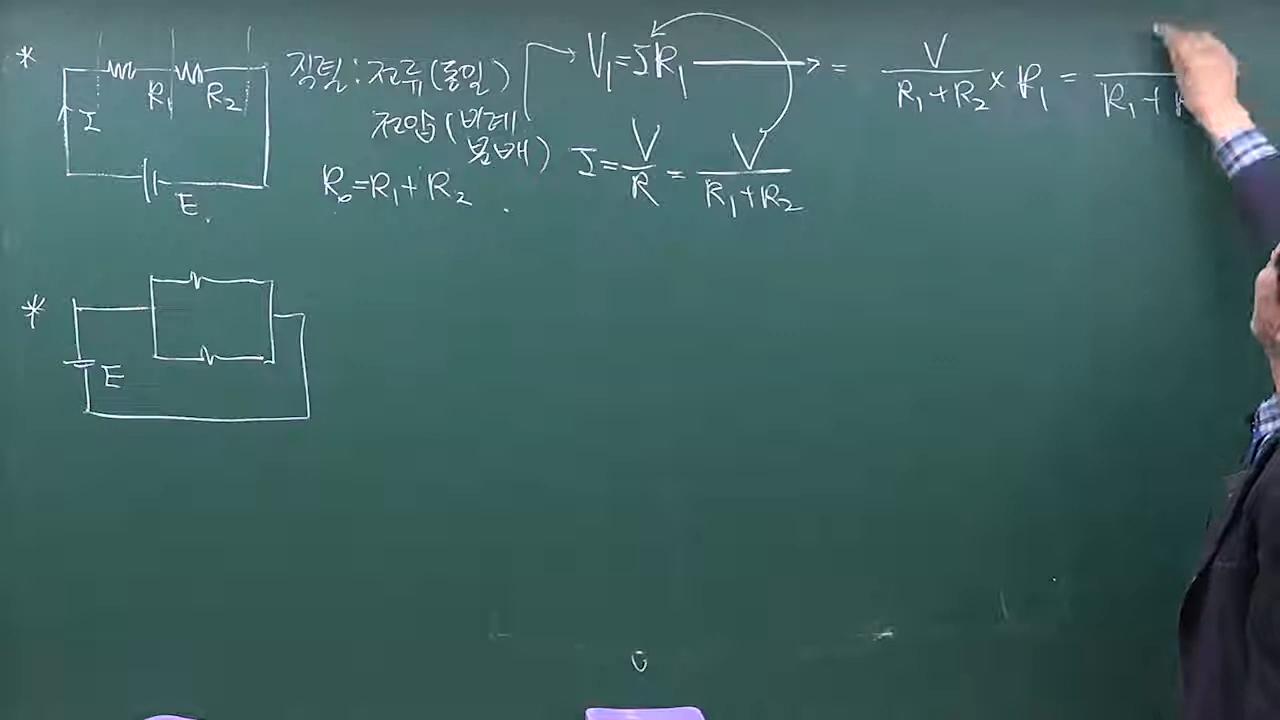 *
R₁ R₂
I
E
직렬: 전류(동일)
전압(비례
분배)
R₀=R₁+R₂
V₁=IR₁ → = V/(R₁+R₂) × R₁ = /(R₁+
I = V/R = V/(R₁+R₂)
*
E